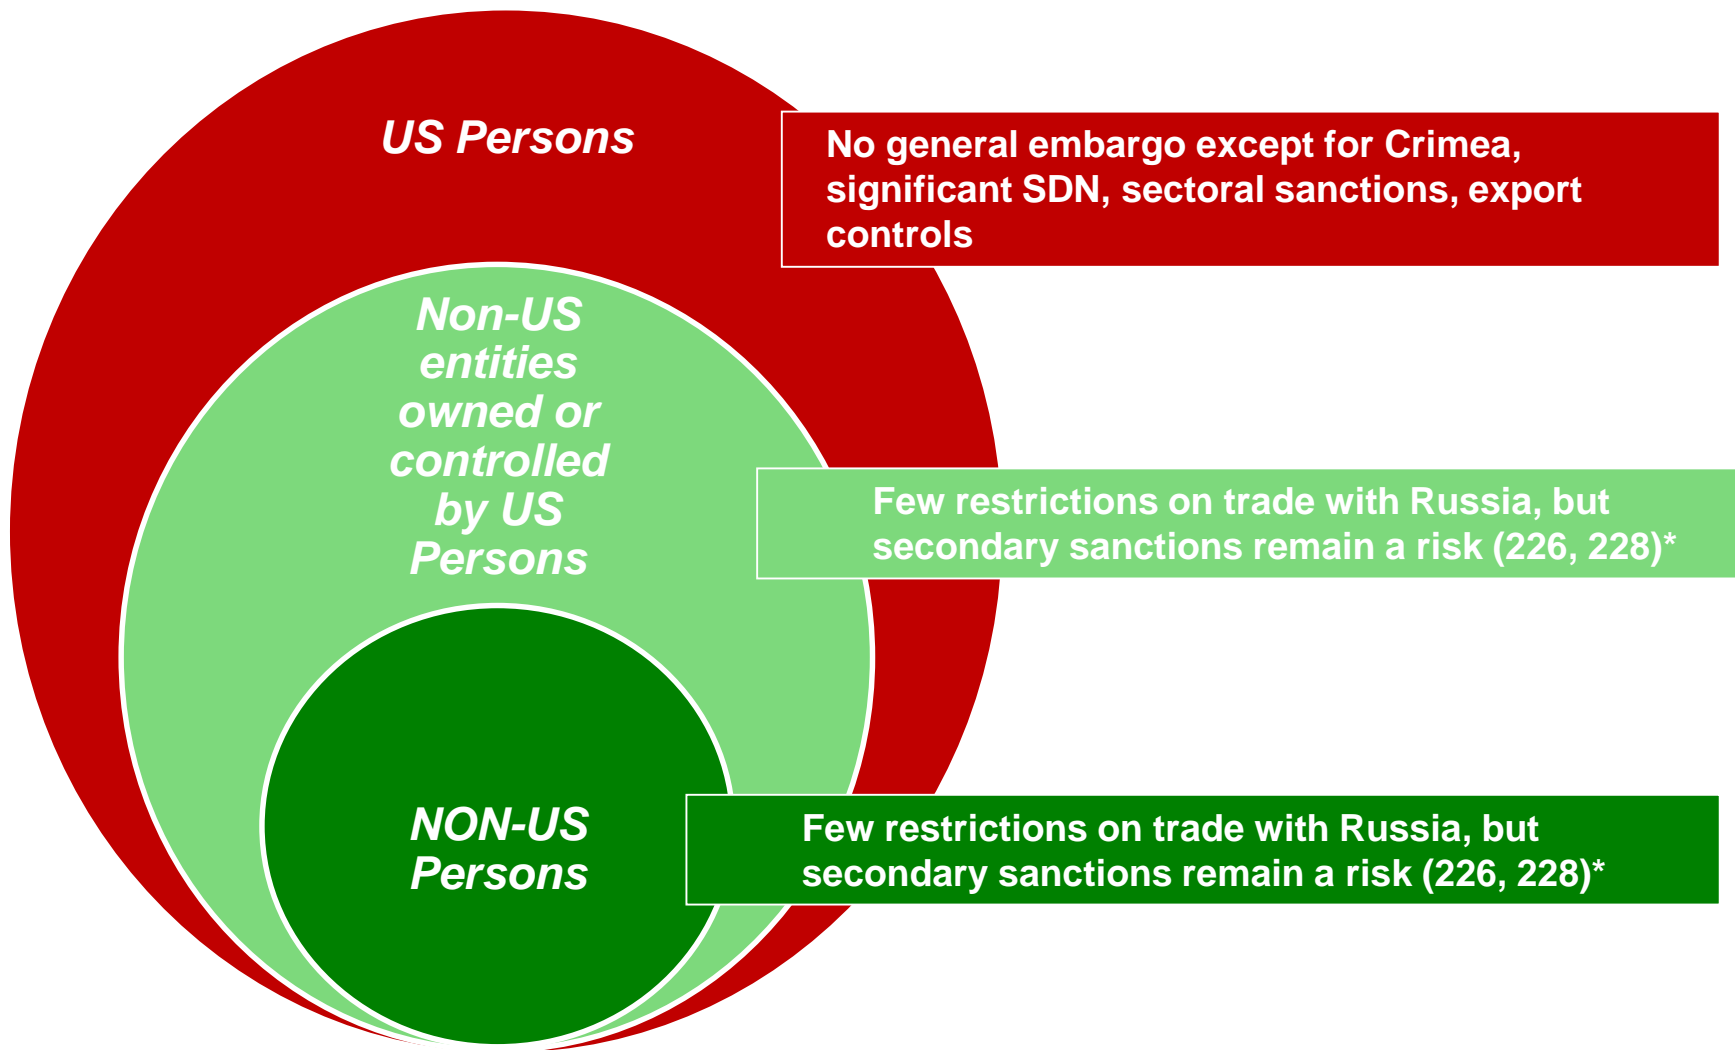 US Persons
No general embargo except for Crimea,
significant SDN, sectoral sanctions, export
controls
Non-US
entities
owned or
controlled
by US
Persons
Few restrictions on trade with Russia, but
secondary sanctions remain a risk (226, 228)*
NON-US
Persons
Few restrictions on trade with Russia, but
secondary sanctions remain a risk (226, 228)*